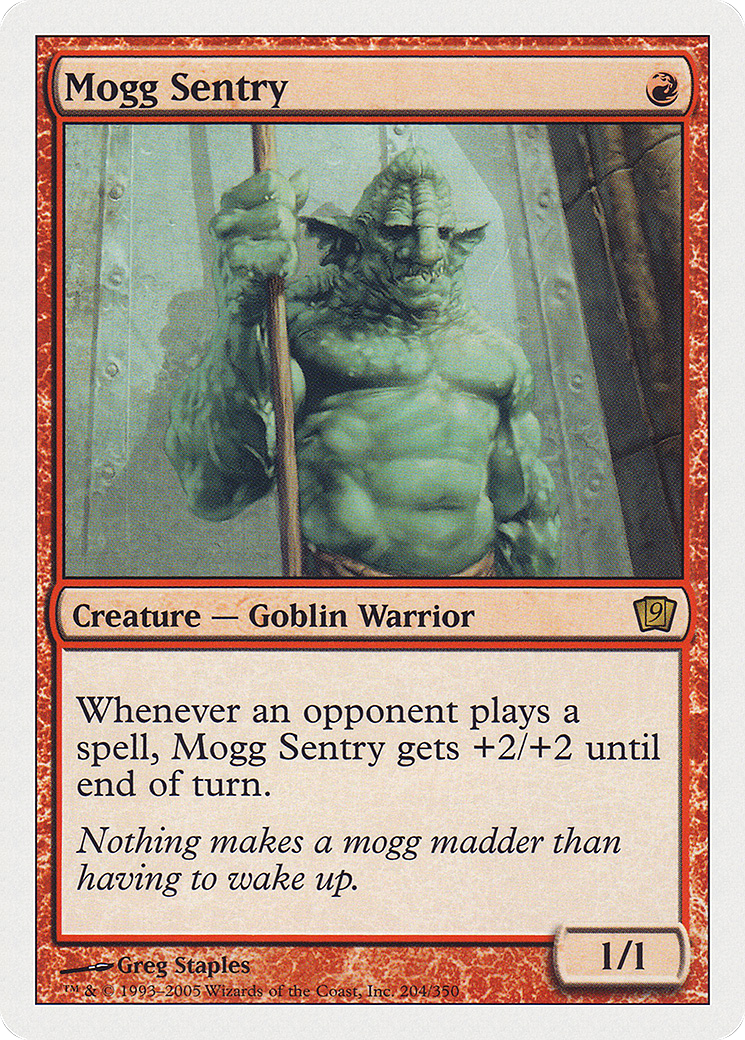 Mogg Sentry
Creature — Goblin Warrior
9
Whenever an opponent plays a
spell, Mogg Sentry gets +2/+2 until
end of turn.
Nothing makes a mogg madder than
having to wake up.
1/1
Greg Staples
™ & © 1993–2005 Wizards of the Coast, Inc. 204/350